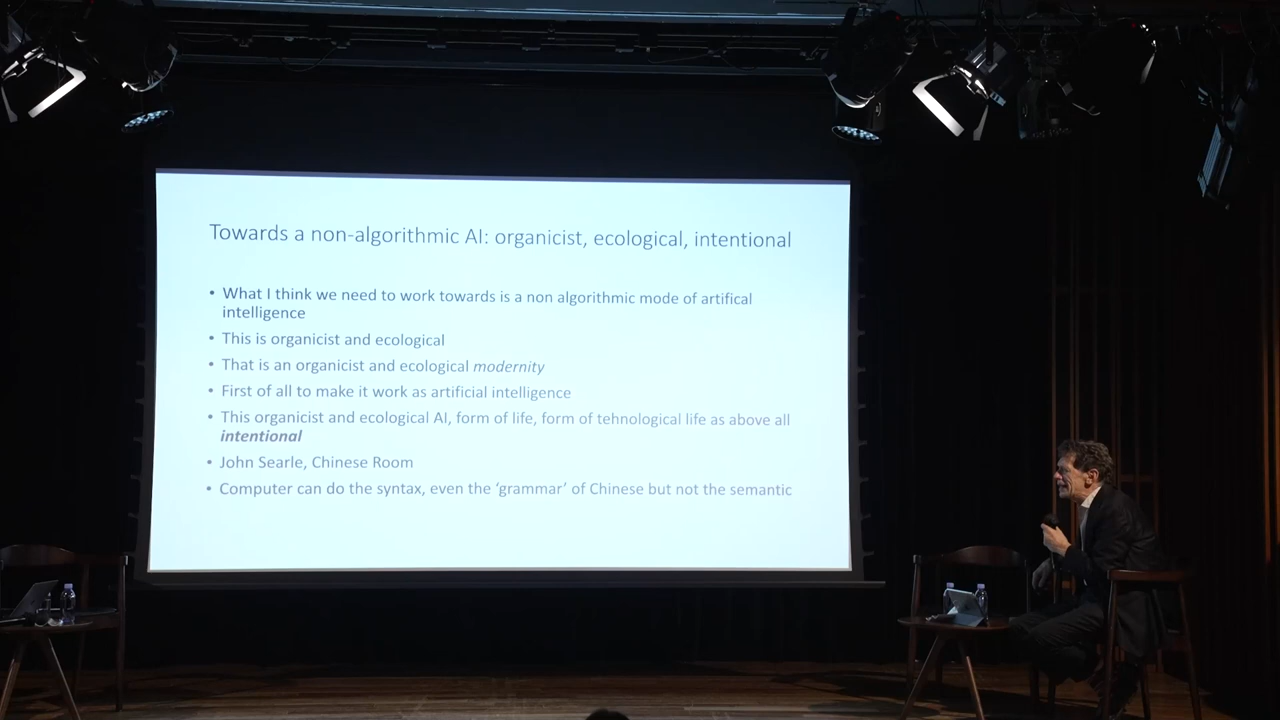 Towards a non-algorithmic AI: organicist, ecological, intentional
• What I think we need to work towards is a non algorithmic mode of artifical
intelligence
• This is organicist and ecological
• That is an organicist and ecological modernity
• First of all to make it work as artificial intelligence
• This organicist and ecological AI, form of life, form of tehnological life as above all
intentional
• John Searle, Chinese Room
• Computer can do the syntax, even the ‘grammar’ of Chinese but not the semantic